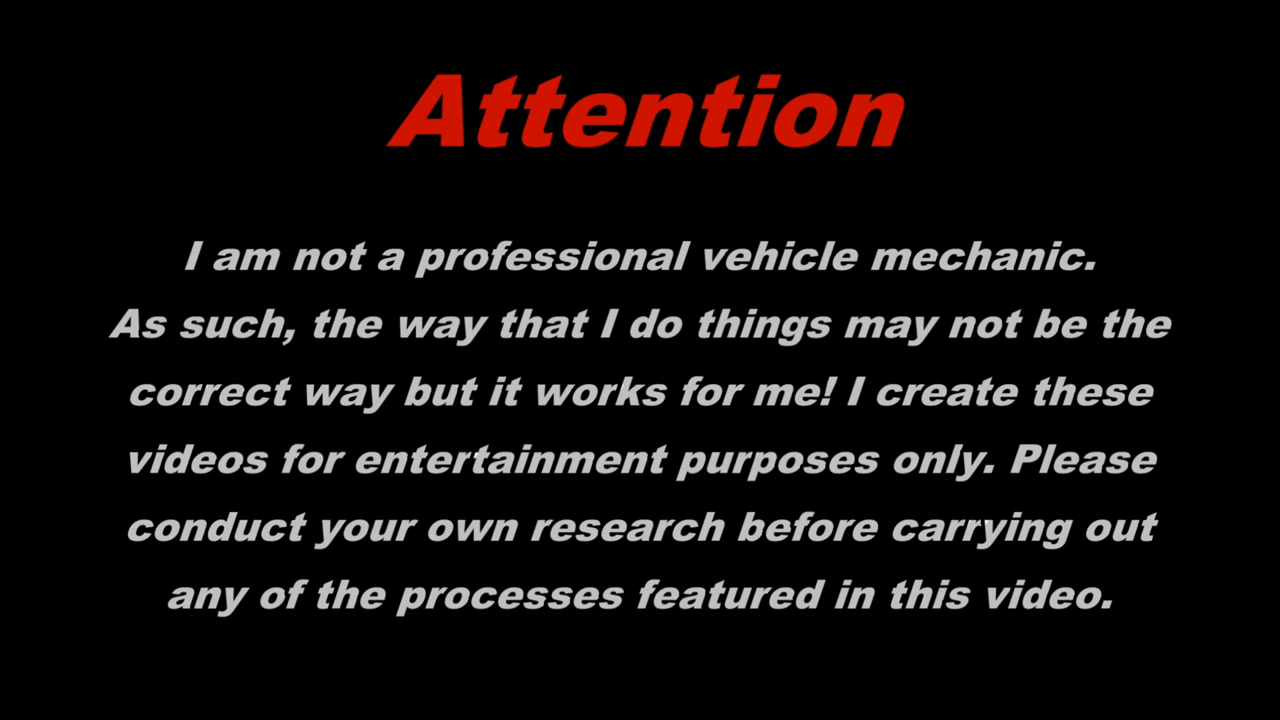 Attention
I am not a professional vehicle mechanic.
As such, the way that I do things may not be the
correct way but it works for me! I create these
videos for entertainment purposes only. Please
conduct your own research before carrying out
any of the processes featured in this video.